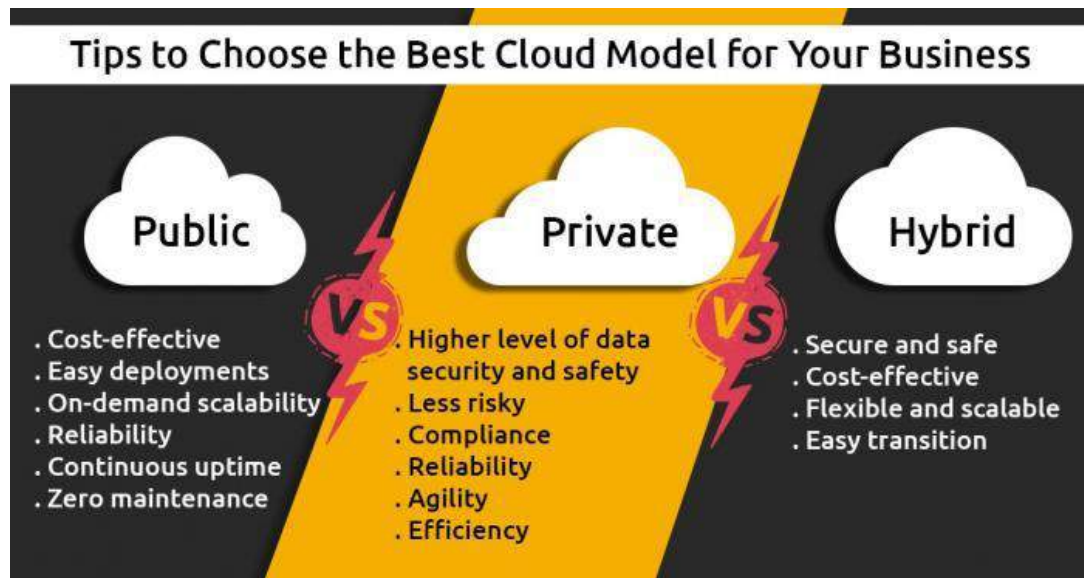 Tips to Choose the Best Cloud Model for Your Business
Public
. Cost-effective
. Easy deployments
. On-demand scalability
. Reliability
. Continuous uptime
. Zero maintenance
VS
Private
. Higher level of data
security and safety
. Less risky
. Compliance
. Reliability
. Agility
. Efficiency
VS
Hybrid
. Secure and safe
. Cost-effective
. Flexible and scalable
. Easy transition